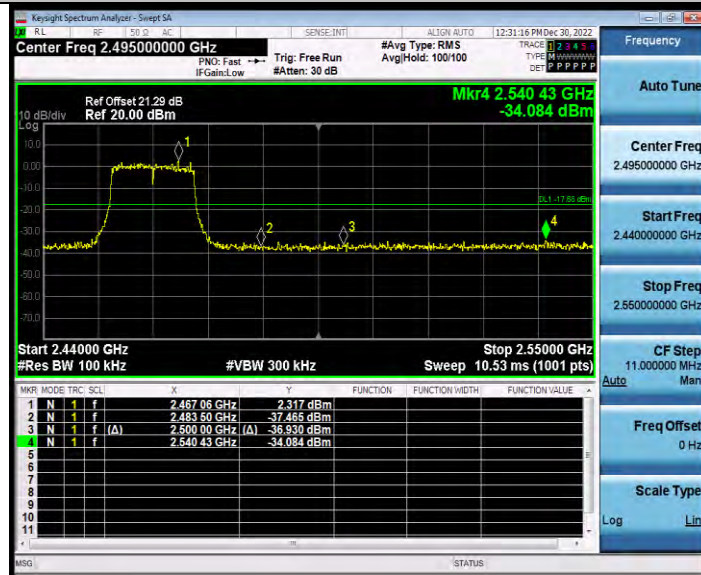 Keysight Spectrum Analyzer - Swept SA
LXI RL RF 50 Ω AC SENSE:INT ALIGN AUTO 12:31:16 PM Dec 30, 2022
Center Freq 2.495000000 GHz
PNO: Fast
IFGain:Low
Trig: Free Run
#Atten: 30 dB
#Avg Type: RMS
Avg|Hold: 100/100
TRACE 1 2 3 4 5 6
TYPE M W W W W W
DET P P P P P P
Ref Offset 21.29 dB
Ref 20.00 dBm
10 dB/div
Log
Mkr4 2.540 43 GHz
-34.084 dBm
10.0
0.00
-10.0
-20.0
-30.0
-40.0
-50.0
-60.0
-70.0
1
2
3
4
DL1 -17.68 dBm
Start 2.44000 GHz Stop 2.55000 GHz
#Res BW 100 kHz #VBW 300 kHz Sweep 10.53 ms (1001 pts)
MKR MODE TRC SCL X Y FUNCTION FUNCTION WIDTH FUNCTION VALUE
1 N 1 f 2.467 06 GHz 2.317 dBm
2 N 1 f 2.483 50 GHz -37.465 dBm
3 N 1 f (Δ) 2.500 00 GHz (Δ) -36.930 dBm
4 N 1 f 2.540 43 GHz -34.084 dBm
5
6
7
8
9
10
11
MSG STATUS
Frequency
Auto Tune
Center Freq
2.495000000 GHz
Start Freq
2.440000000 GHz
Stop Freq
2.550000000 GHz
CF Step
11.000000 MHz
Auto Man
Freq Offset
0 Hz
Scale Type
Log Lin